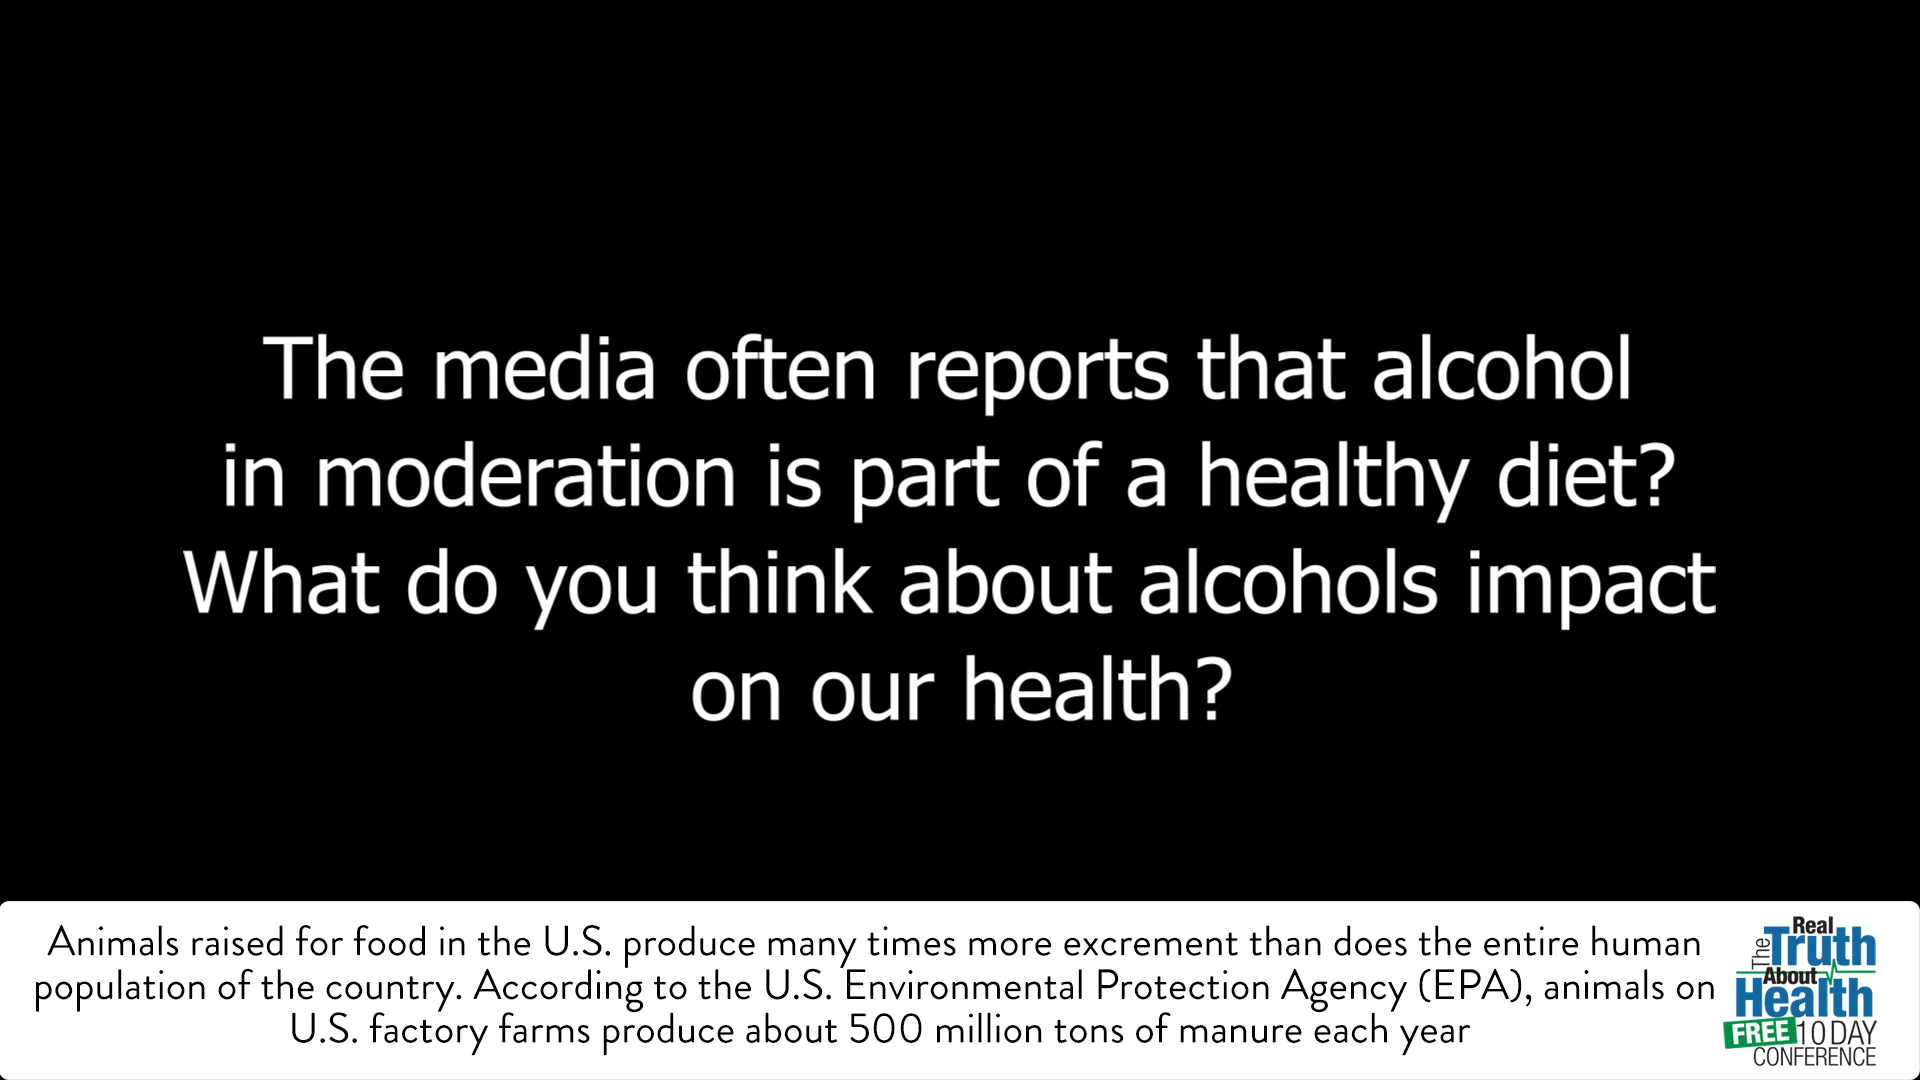 The media often reports that alcohol
in moderation is part of a healthy diet?
What do you think about alcohols impact
on our health?
Animals raised for food in the U.S. produce many times more excrement than does the entire human
population of the country. According to the U.S. Environmental Protection Agency (EPA), animals on
U.S. factory farms produce about 500 million tons of manure each year
The Real
Truth
About
Health
FREE 10 DAY
CONFERENCE